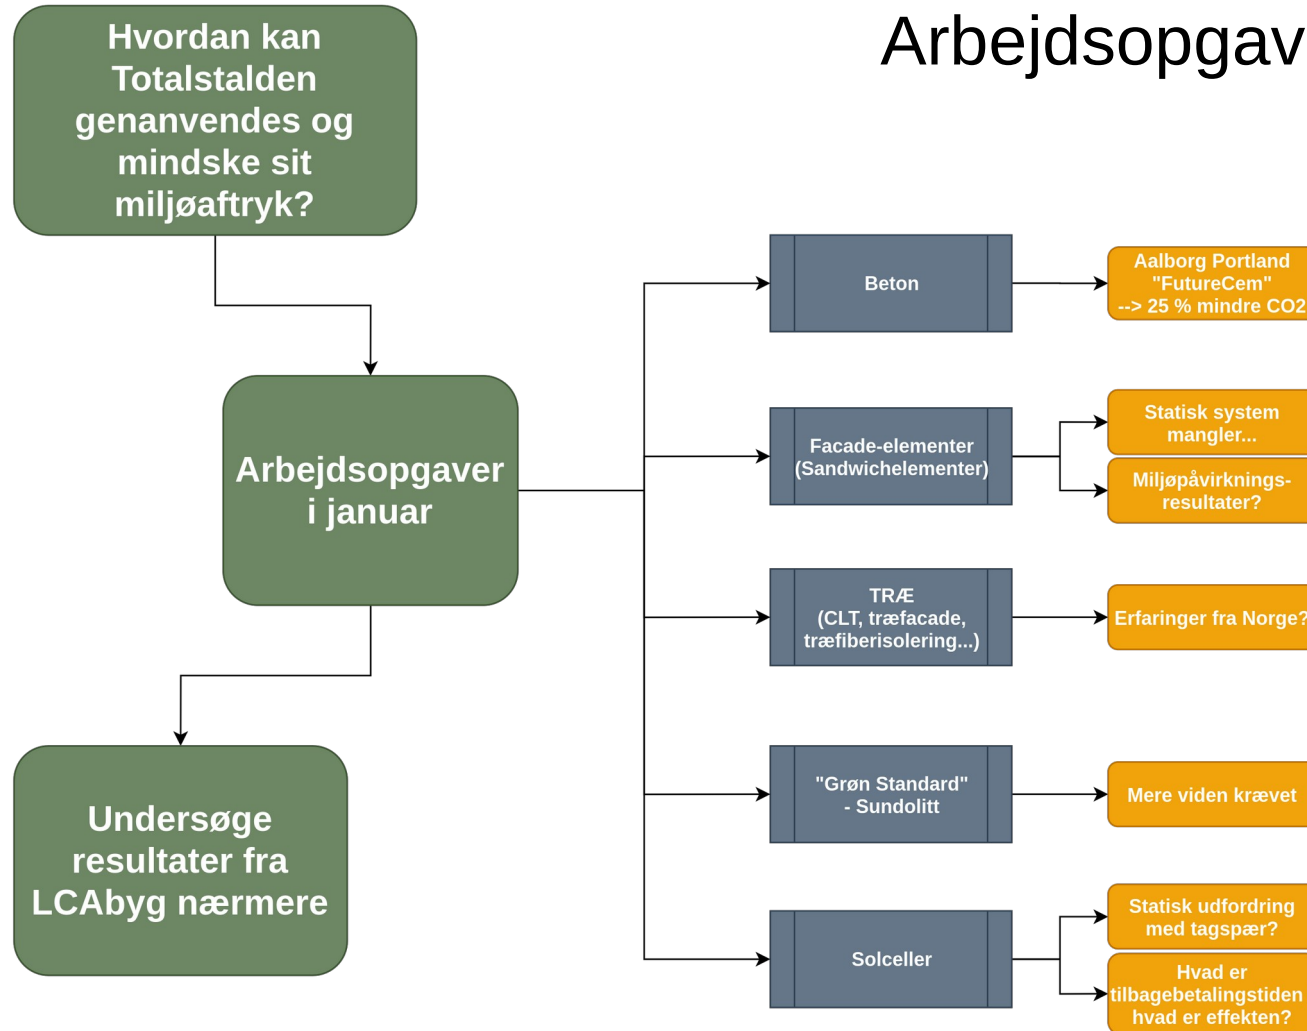 Arbejdsopgav
Hvordan kan
Totalstalden
genanvendes og
mindske sit
miljøaftryk?
Arbejdsopgaver
i januar
Undersøge
resultater fra
LCAbyg nærmere
Beton
Aalborg Portland
"FutureCem"
--> 25 % mindre CO2
Facade-elementer
(Sandwichelementer)
Statisk system
mangler...
Miljøpåvirknings-
resultater?
TRÆ
(CLT, træfacade,
træfiberisolering...)
Erfaringer fra Norge?
"Grøn Standard"
- Sundolitt
Mere viden krævet
Solceller
Statisk udfordring
med tagspær?
Hvad er
tilbagebetalingstiden
hvad er effekten?